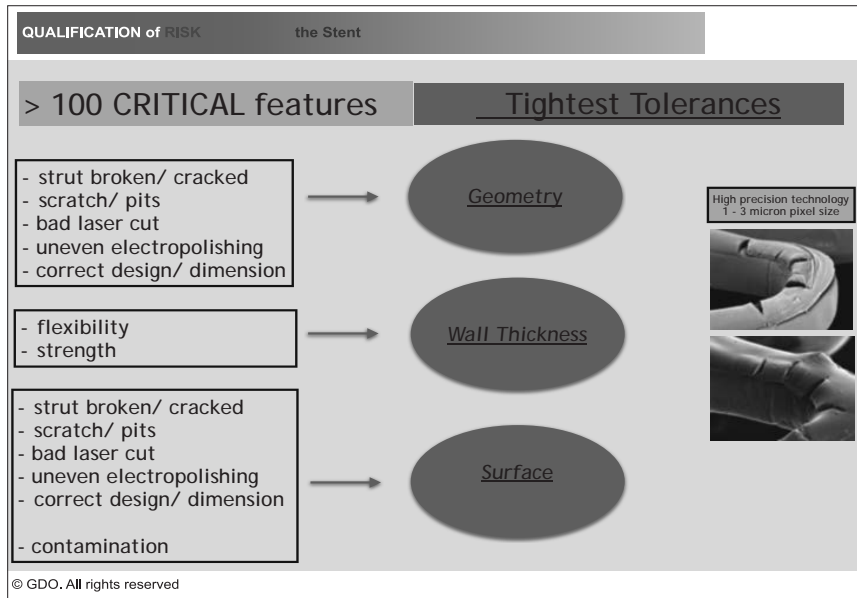 QUALIFICATION of RISK the Stent
> 100 CRITICAL features
Tightest Tolerances
- strut broken/ cracked
- scratch/ pits
- bad laser cut
- uneven electropolishing
- correct design/ dimension
Geometry
High precision technology
1 - 3 micron pixel size
- flexibility
- strength
Wall Thickness
- strut broken/ cracked
- scratch/ pits
- bad laser cut
- uneven electropolishing
- correct design/ dimension
- contamination
Surface
© GDO. All rights reserved